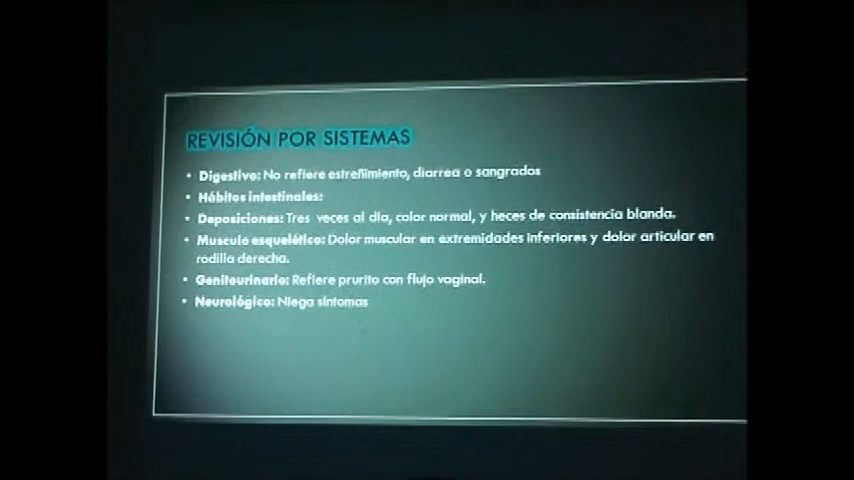 REVISIÓN POR SISTEMAS
• Digestivo: No refiere estreñimiento, diarrea o sangrados
• Hábitos intestinales:
• Deposiciones: Tres veces al día, color normal, y heces de consistencia blanda.
• Musculo esquelético: Dolor muscular en extremidades inferiores y dolor articular en
rodilla derecha.
• Genitourinario: Refiere prurito con flujo vaginal.
• Neurológico: Niega síntomas